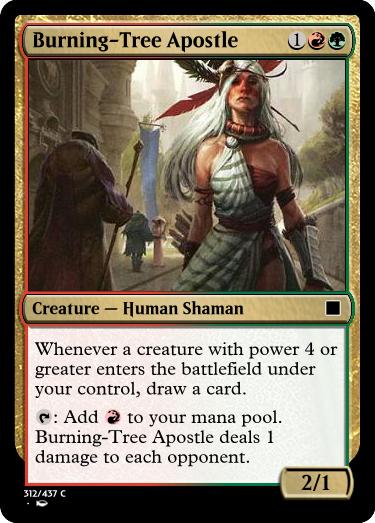 Burning-Tree Apostle 1
Creature — Human Shaman
Whenever a creature with power 4 or
greater enters the battlefield under
your control, draw a card.
: Add to your mana pool.
Burning-Tree Apostle deals 1
damage to each opponent.
2/1
312/437 C